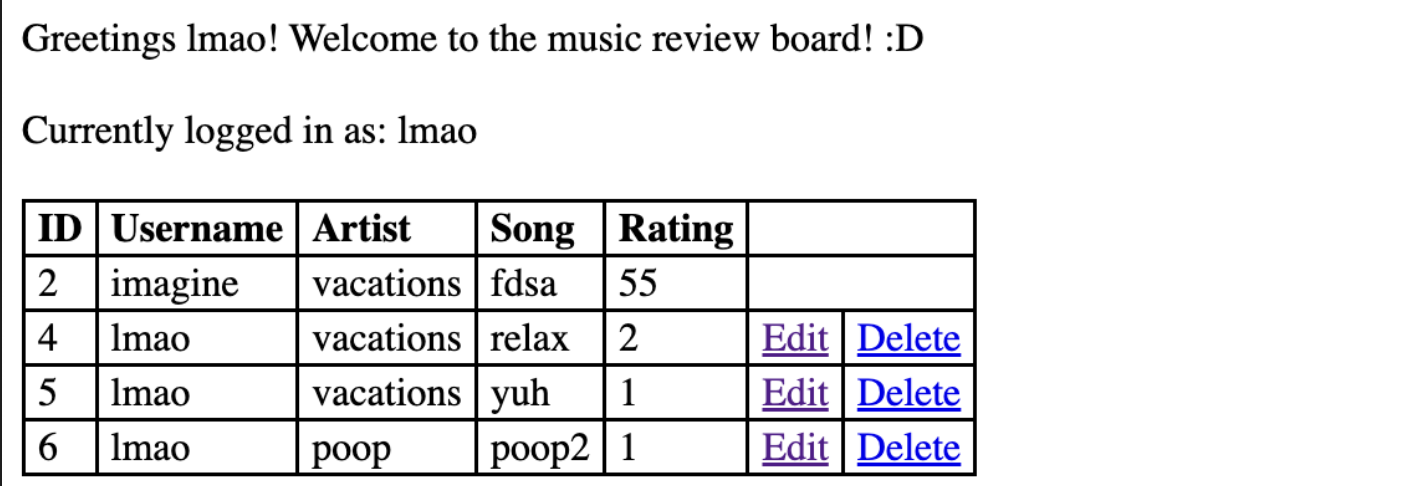 Greetings lmao! Welcome to the music review board! :D
Currently logged in as: lmao
ID Username Artist Song Rating
2 imagine vacations fdsa 55
4 lmao vacations relax 2 Edit Delete
5 lmao vacations yuh 1 Edit Delete
6 lmao poop poop2 1 Edit Delete